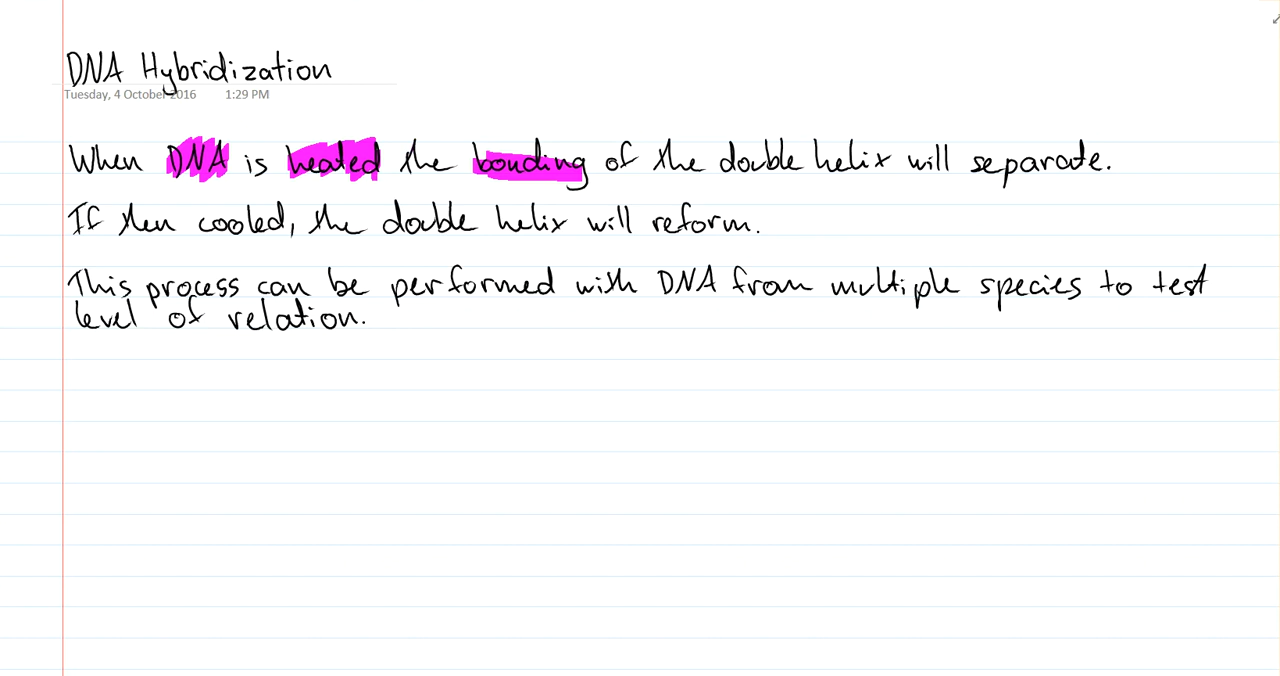 DNA Hybridization
Tuesday, 4 October 2016 1:29 PM
When DNA is heated the bonding of the double helix will separate.
If then cooled, the double helix will reform.
This process can be performed with DNA from multiple species to test
level of relation.